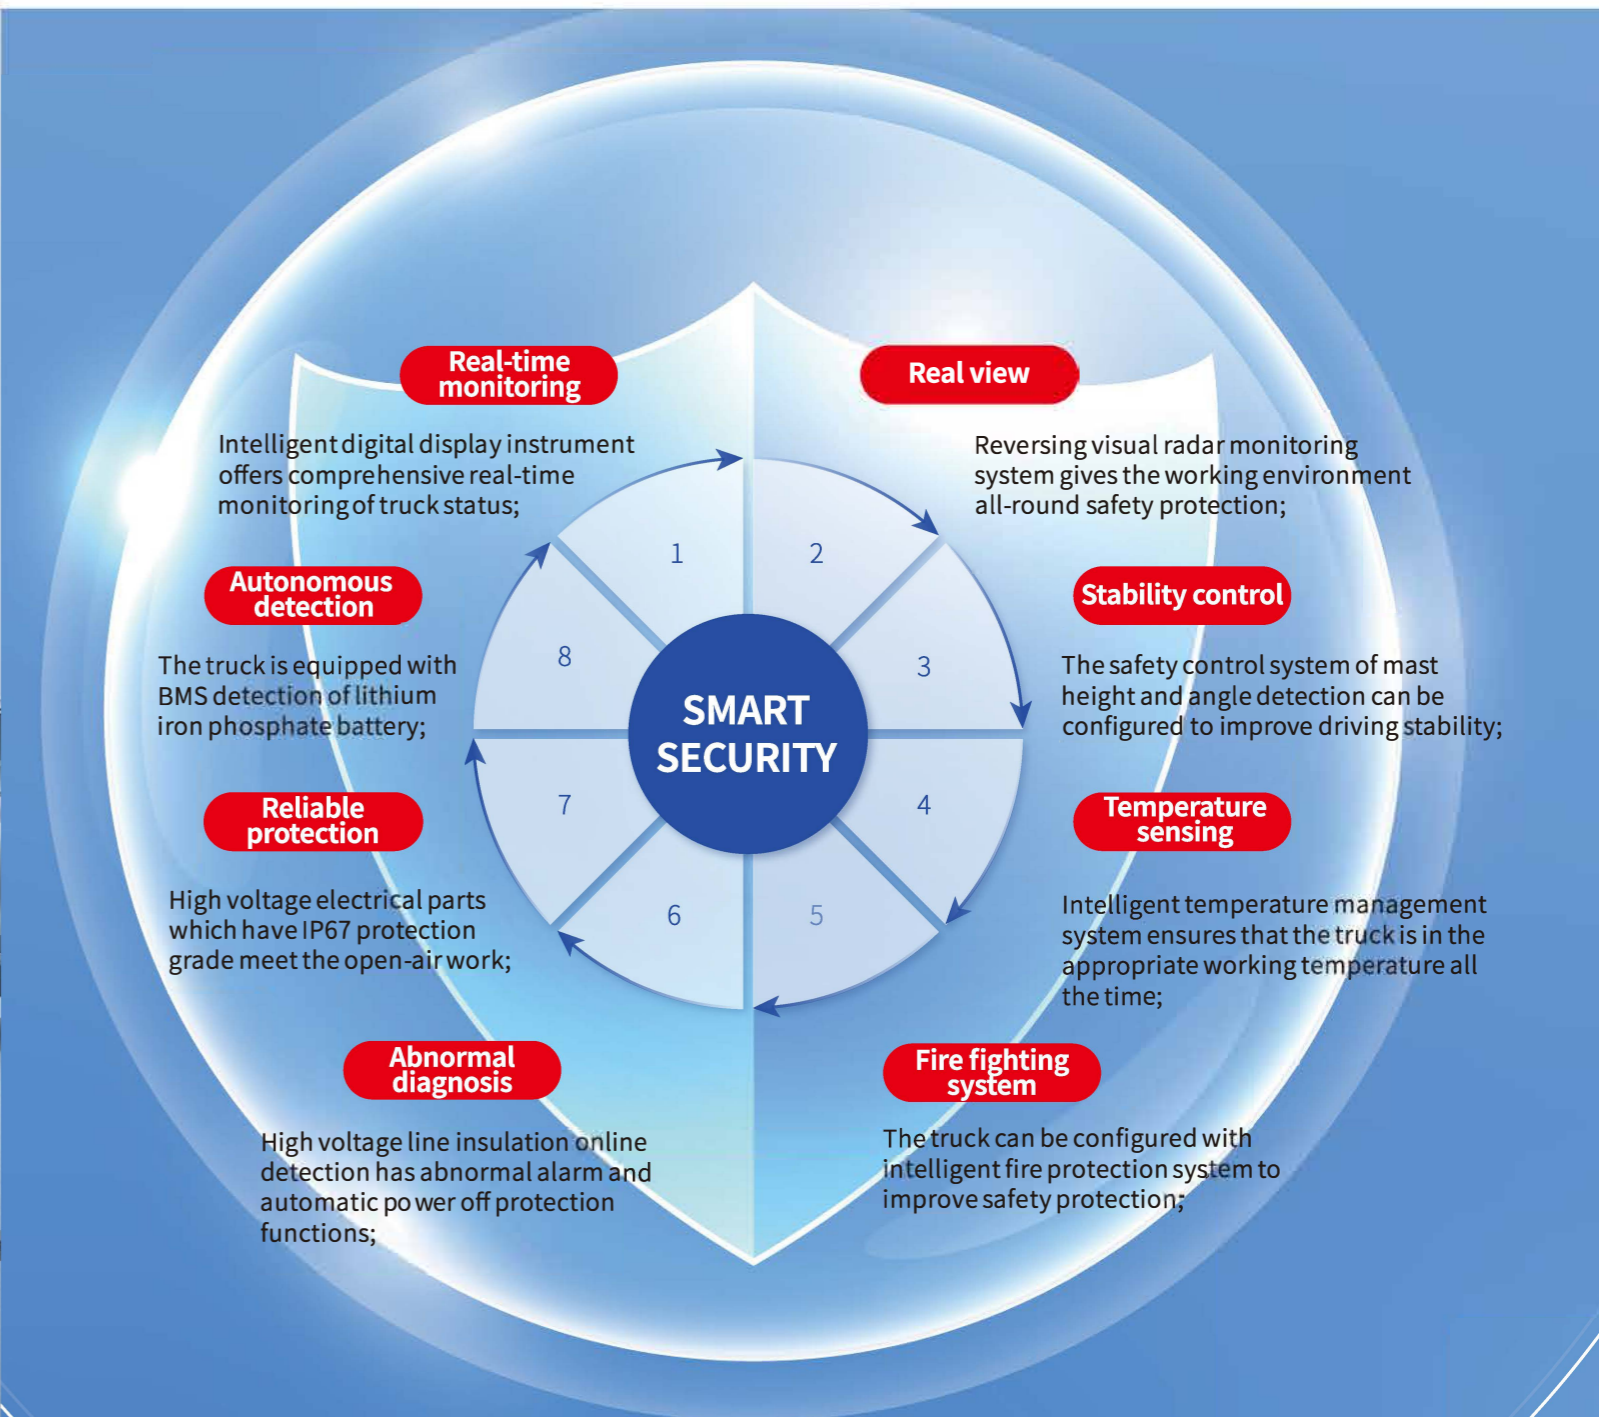 Real-time
monitoring
Intelligent digital display instrument
offers comprehensive real-time
monitoring of truck status;
Real view
Reversing visual radar monitoring
system gives the working environment
all-round safety protection;
Autonomous
detection
The truck is equipped with
BMS detection of lithium
iron phosphate battery;
Stability control
The safety control system of mast
height and angle detection can be
configured to improve driving stability;
Reliable
protection
High voltage electrical parts
which have IP67 protection
grade meet the open-air work;
Temperature
sensing
Intelligent temperature management
system ensures that the truck is in the
appropriate working temperature all
the time;
Abnormal
diagnosis
High voltage line insulation online
detection has abnormal alarm and
automatic power off protection
functions;
Fire fighting
system
The truck can be configured with
intelligent fire protection system to
improve safety protection;
SMART
SECURITY
1
2
3
4
5
6
7
8